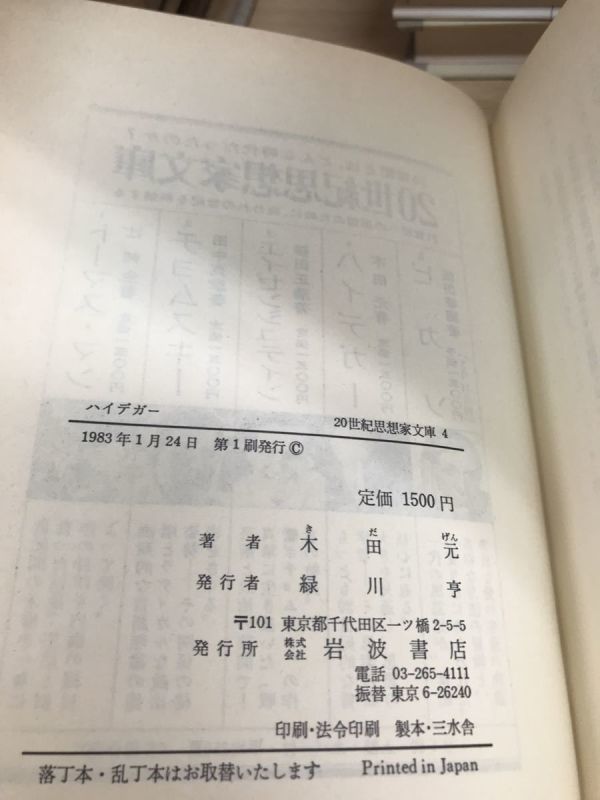 ハイデガー 20世紀思想家文庫 4
1983年1月24日 第1刷発行©
定価 1500円
著者 木田元
き だ げん
発行者 緑川亨
〒101 東京都千代田区一ツ橋2-5-5
発行所 株式会社 岩波書店
電話 03-265-4111
振替 東京6-26240
印刷・法令印刷 製本・三水舎
落丁本・乱丁本はお取替いたします Printed in Japan